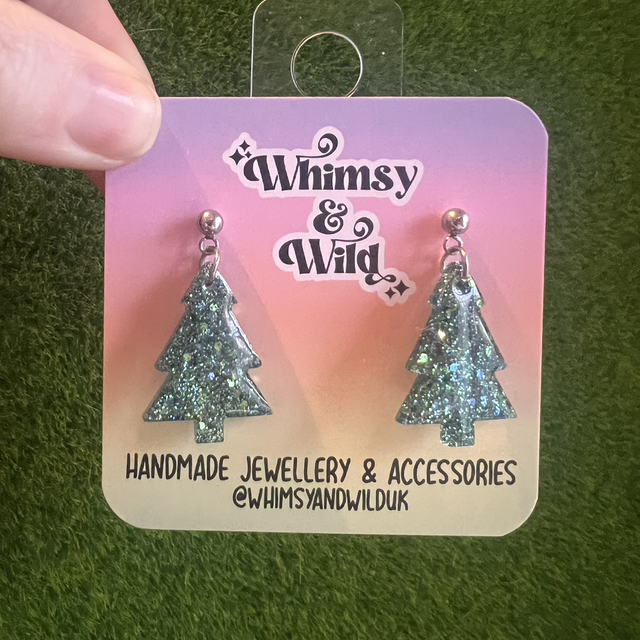 Whimsy
&
Wild
HANDMADE JEWELLERY & ACCESSORIES
@WHIMSYANDWILDUK